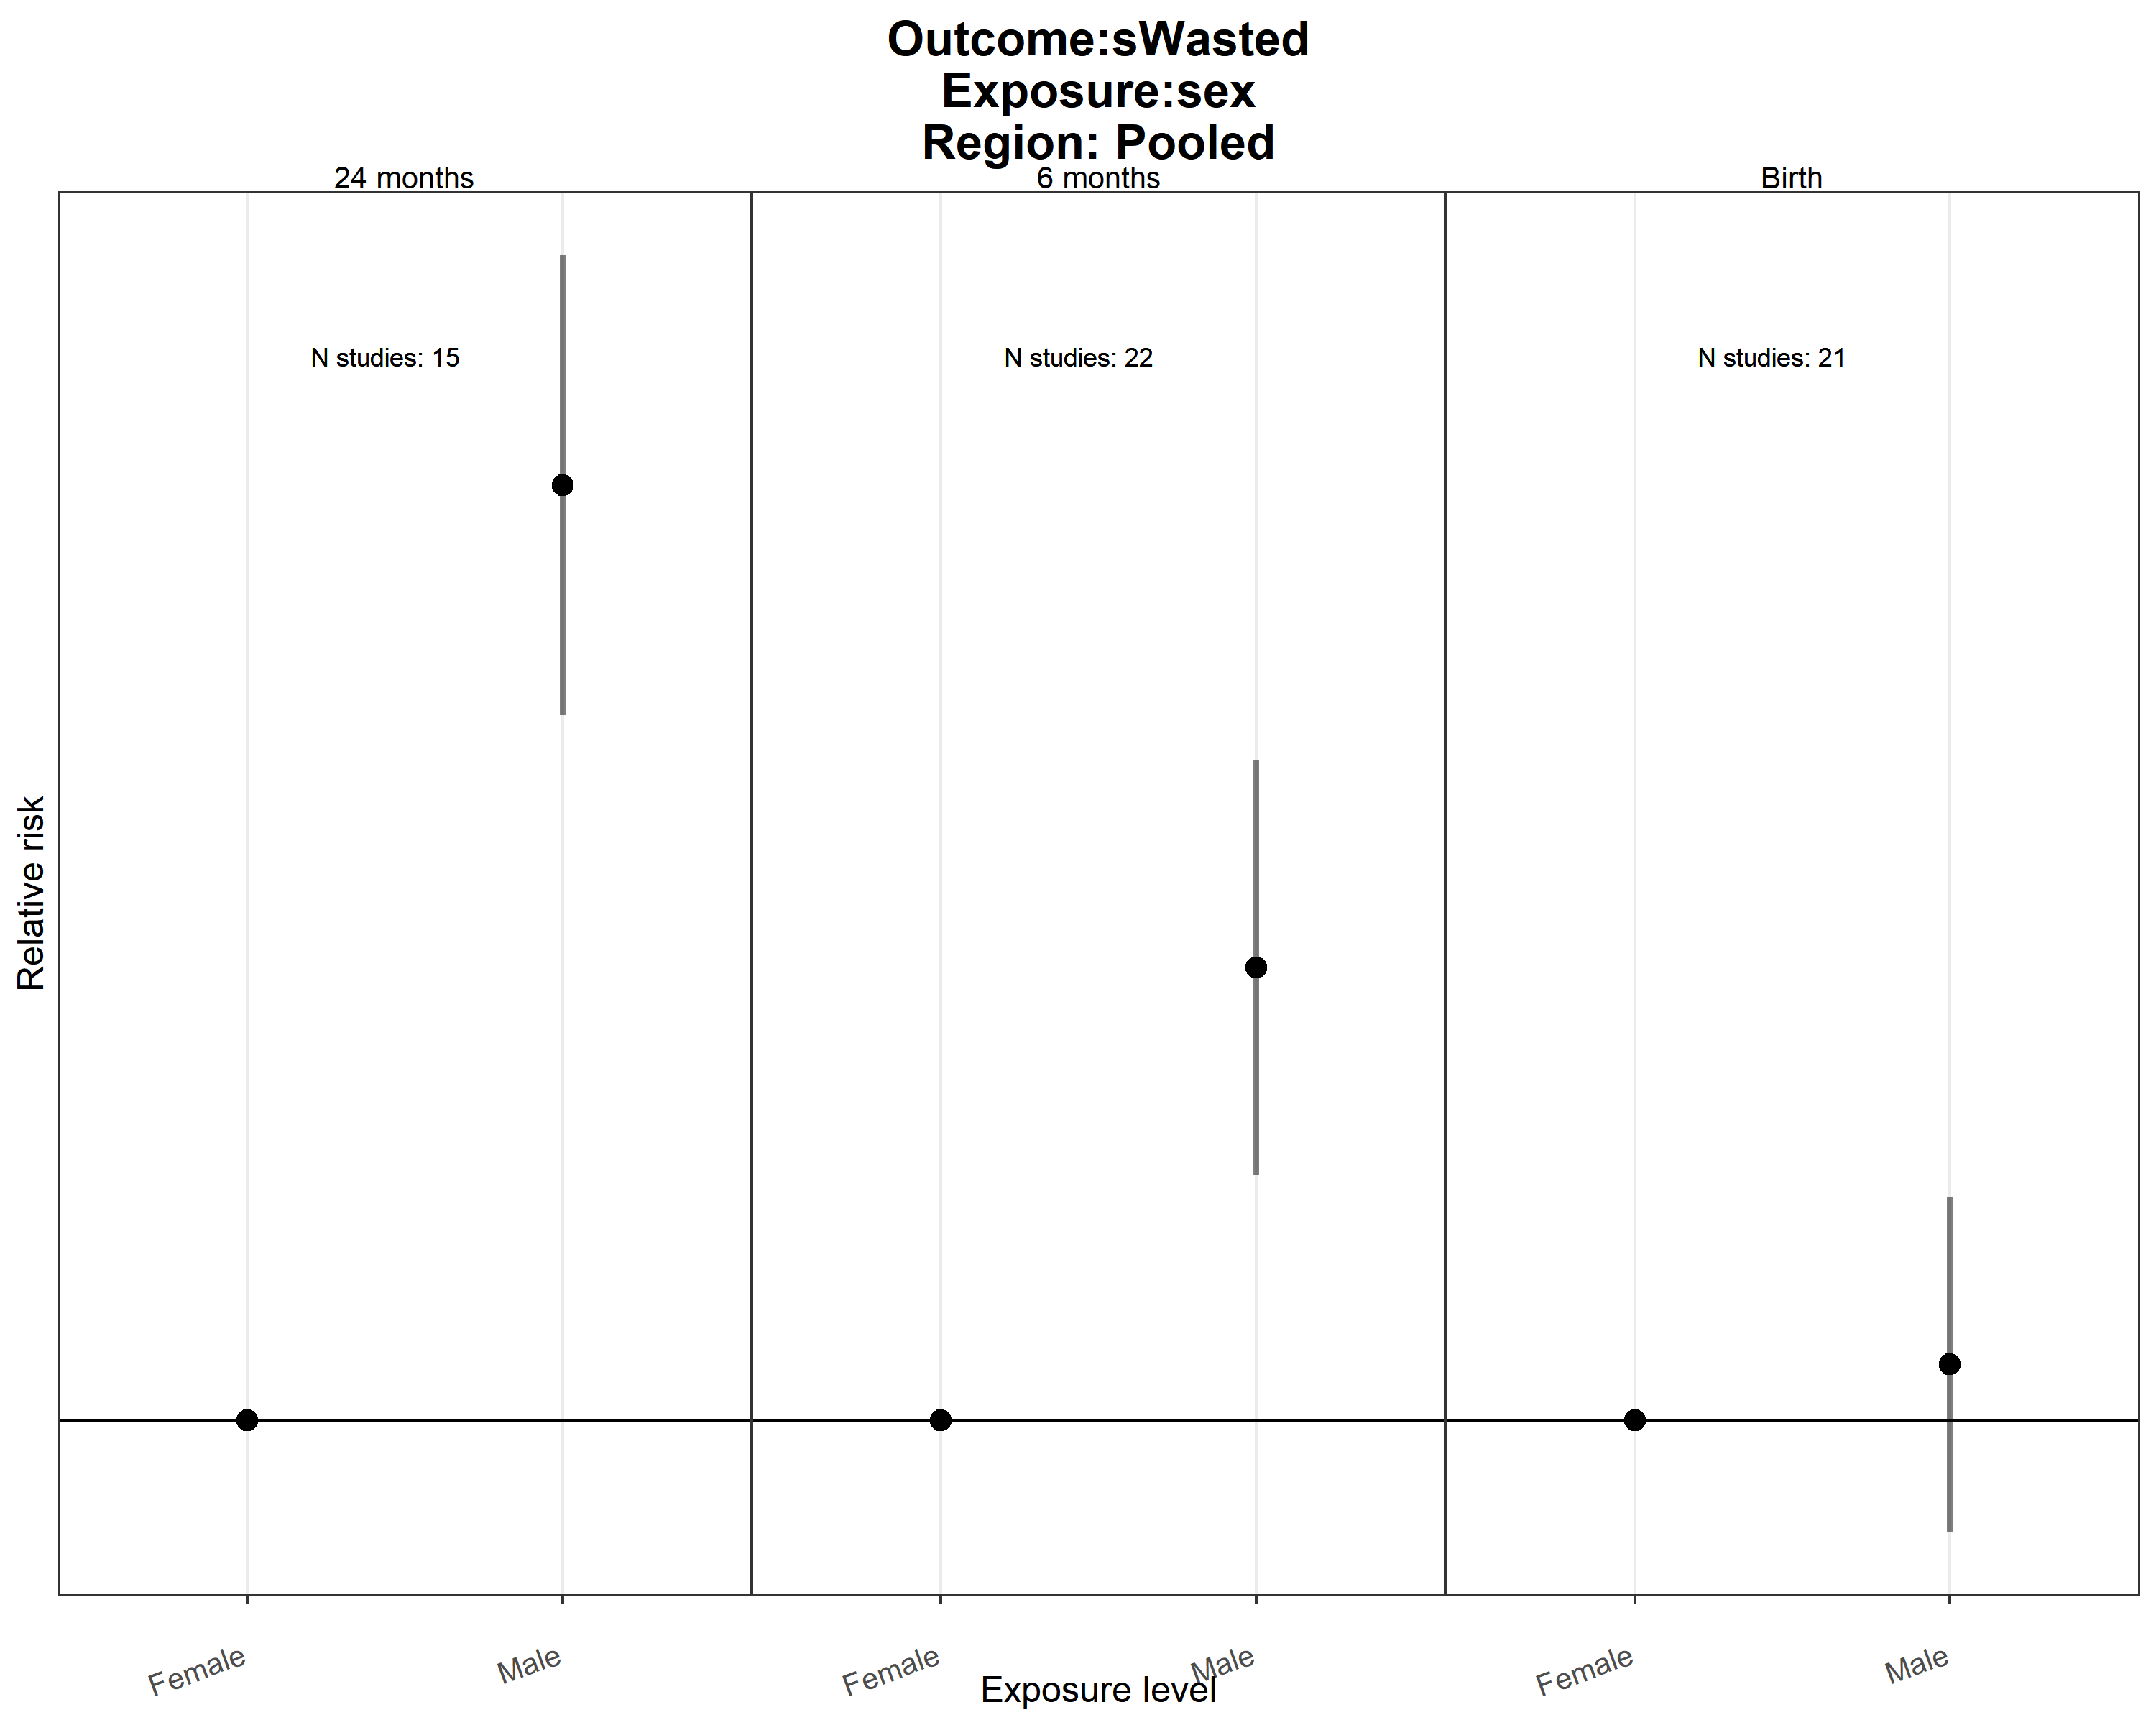 Outcome:sWasted
Exposure:sex
Region: Pooled
24 months
6 months
Birth
N studies: 15
N studies: 22
N studies: 21
Relative risk
Female
Male
Female
Male
Female
Male
Exposure level